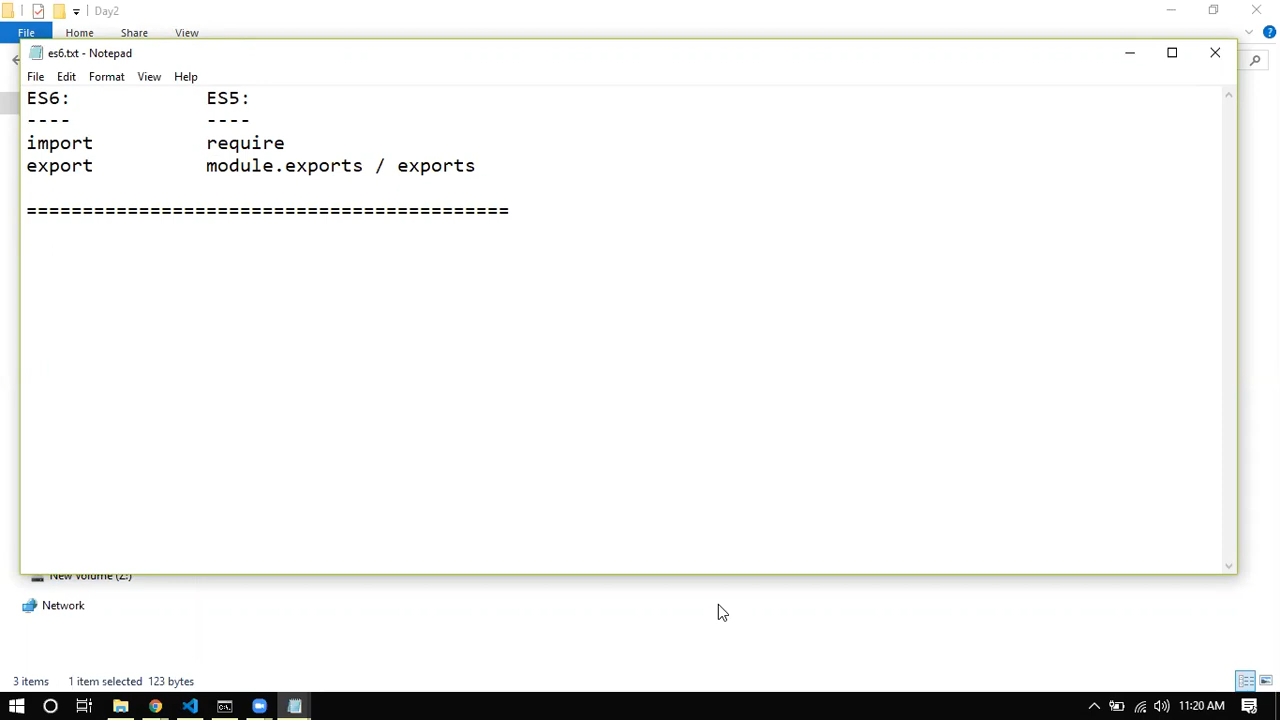 Day2
File Home Share View
es6.txt - Notepad
File Edit Format View Help
ES6: ES5:
---- ----
import require
export module.exports / exports
===========================================
New Volume (Z:)
Network
3 items 1 item selected 123 bytes
11:20 AM